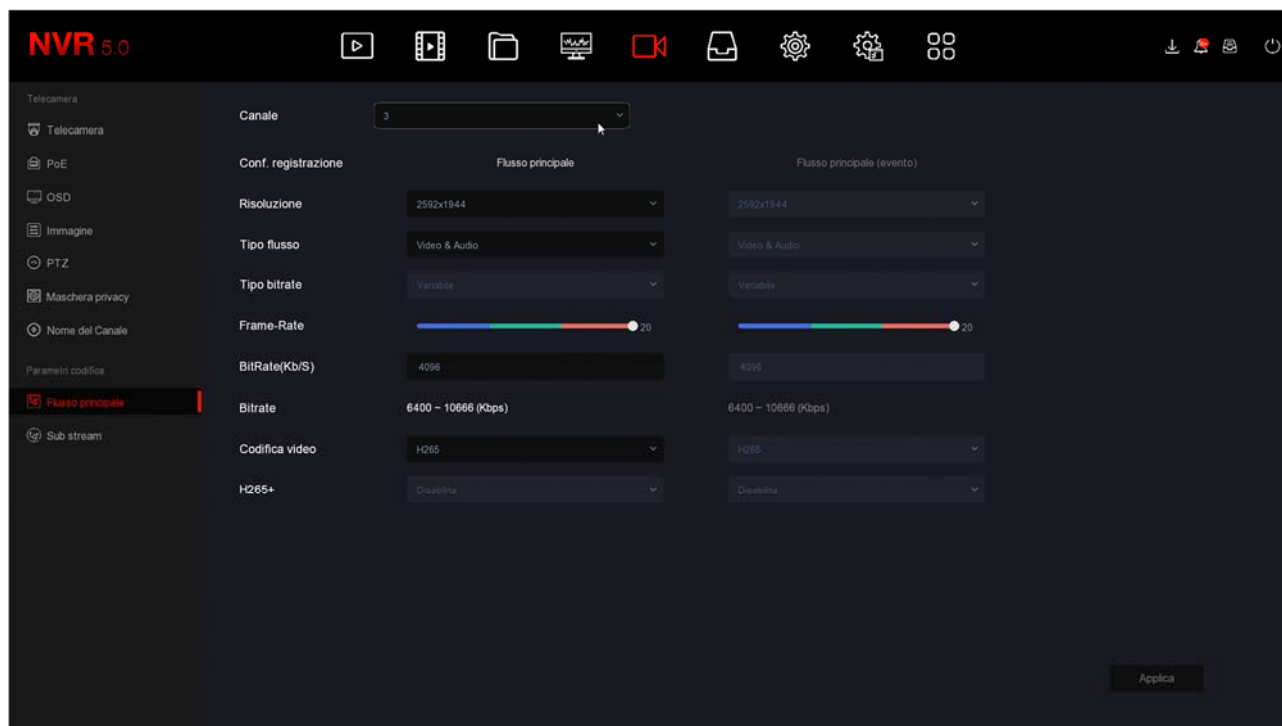 NVR 5.0
Telecamera
Telecamera
PoE
OSD
Immagine
PTZ
Maschera privacy
Nome del Canale
Parametri codifica
Flusso principale
Sub stream
Canale 3
Conf. registrazione Flusso principale Flusso principale (evento)
Risoluzione 2592x1944 2592x1944
Tipo flusso Video & Audio Video & Audio
Tipo bitrate Variabile Variabile
Frame-Rate 20 20
BitRate(Kb/S) 4096 4096
Bitrate 6400 ~ 10666 (Kbps) 6400 ~ 10666 (Kbps)
Codifica video H265 H265
H265+ Disabilita Disabilita
Applica